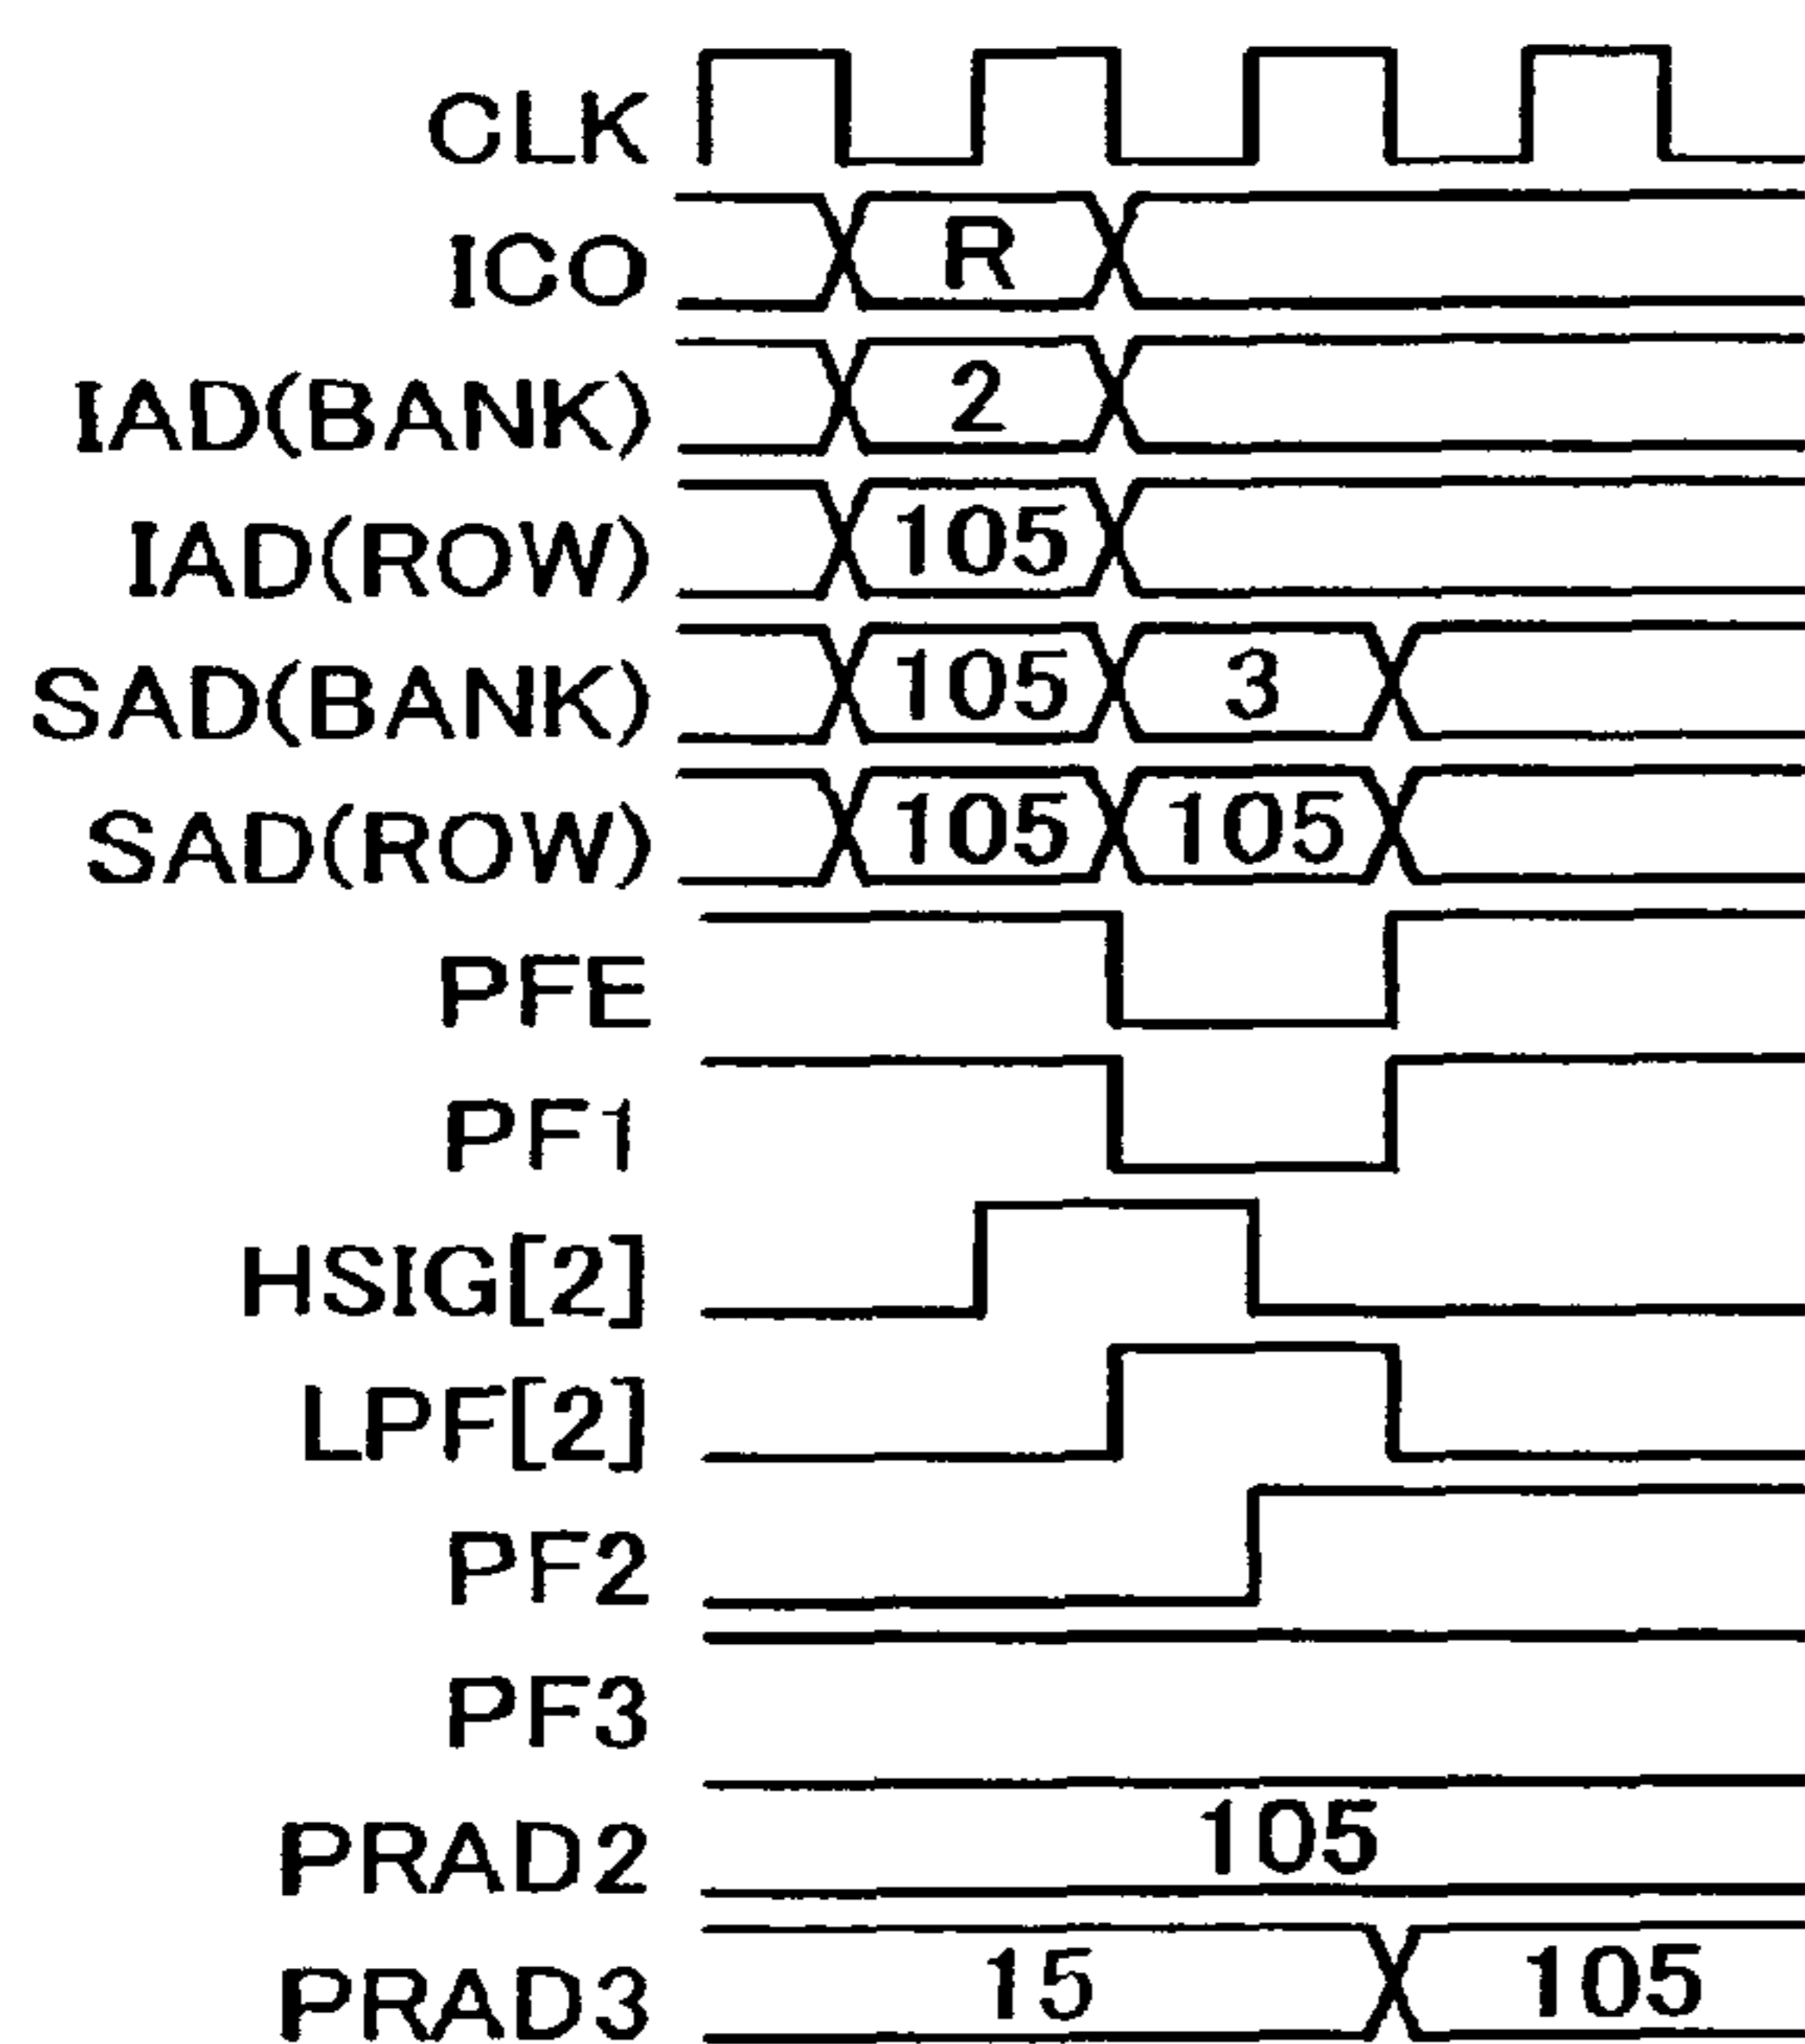 CLK
ICO R
IAD(BANK) 2
IAD(ROW) 105
SAD(BANK) 105 3
SAD(ROW) 105 105
PFE
PF1
HSIG[2]
LPF[2]
PF2
PF3
PRAD2 105
PRAD3 15 105